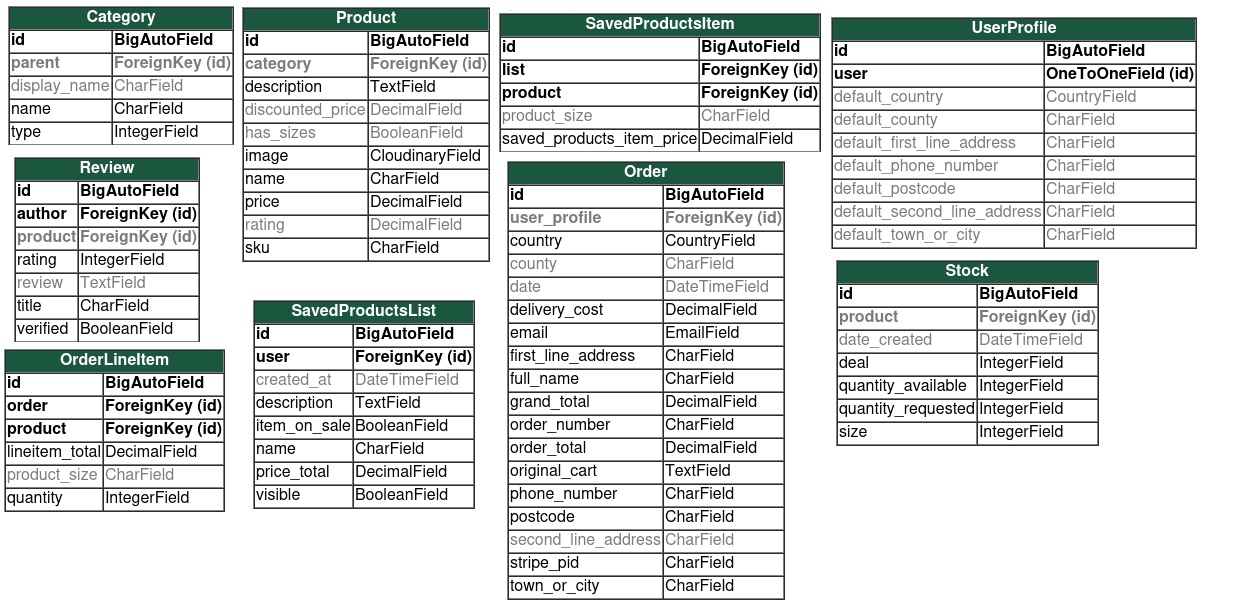 Category
id BigAutoField
parent ForeignKey (id)
display_name CharField
name CharField
type IntegerField
Review
id BigAutoField
author ForeignKey (id)
product ForeignKey (id)
rating IntegerField
review TextField
title CharField
verified BooleanField
OrderLineItem
id BigAutoField
order ForeignKey (id)
product ForeignKey (id)
lineitem_total DecimalField
product_size CharField
quantity IntegerField
Product
id BigAutoField
category ForeignKey (id)
description TextField
discounted_price DecimalField
has_sizes BooleanField
image CloudinaryField
name CharField
price DecimalField
rating DecimalField
sku CharField
SavedProductsList
id BigAutoField
user ForeignKey (id)
created_at DateTimeField
description TextField
item_on_sale BooleanField
name CharField
price_total DecimalField
visible BooleanField
SavedProductsItem
id BigAutoField
list ForeignKey (id)
product ForeignKey (id)
product_size CharField
saved_products_item_price DecimalField
Order
id BigAutoField
user_profile ForeignKey (id)
country CountryField
county CharField
date DateTimeField
delivery_cost DecimalField
email EmailField
first_line_address CharField
full_name CharField
grand_total DecimalField
order_number CharField
order_total DecimalField
original_cart TextField
phone_number CharField
postcode CharField
second_line_address CharField
stripe_pid CharField
town_or_city CharField
UserProfile
id BigAutoField
user OneToOneField (id)
default_country CountryField
default_county CharField
default_first_line_address CharField
default_phone_number CharField
default_postcode CharField
default_second_line_address CharField
default_town_or_city CharField
Stock
id BigAutoField
product ForeignKey (id)
date_created DateTimeField
deal IntegerField
quantity_available IntegerField
quantity_requested IntegerField
size IntegerField